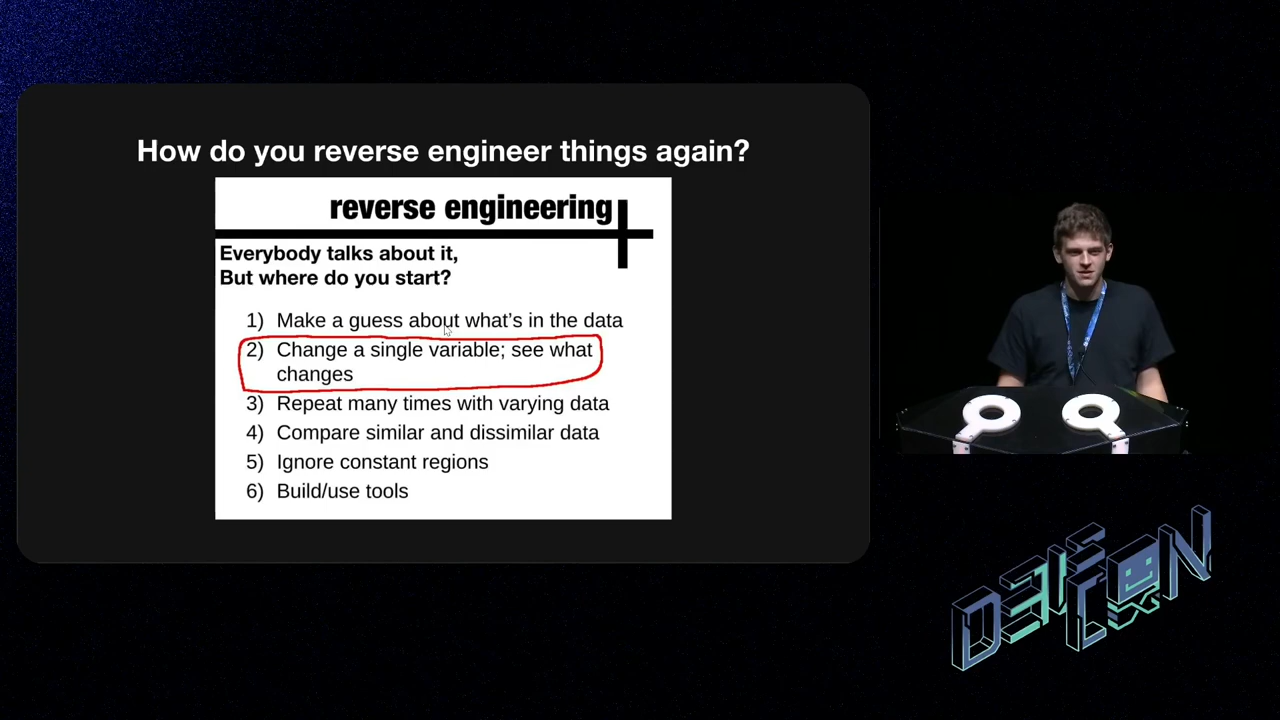 How do you reverse engineer things again?
reverse engineering
Everybody talks about it,
But where do you start?
1) Make a guess about what's in the data
2) Change a single variable; see what
changes
3) Repeat many times with varying data
4) Compare similar and dissimilar data
5) Ignore constant regions
6) Build/use tools
DEF
CON